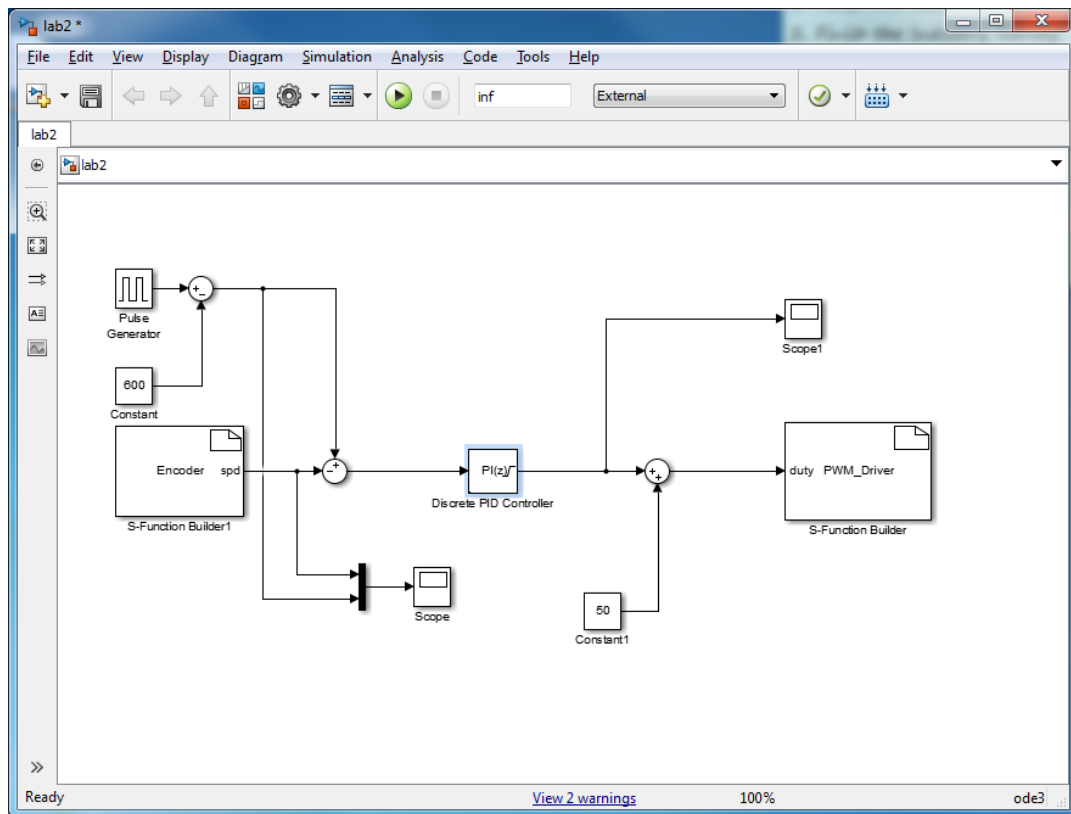 lab2 *
File Edit View Display Diagram Simulation Analysis Code Tools Help
inf External
lab2
lab2
Pulse
Generator
600
Constant
Encoder spd
S-Function Builder1
PI(z)
Discrete PID Controller
Scope
Scope1
50
Constant1
duty PWM_Driver
S-Function Builder
Ready View 2 warnings 100% ode3